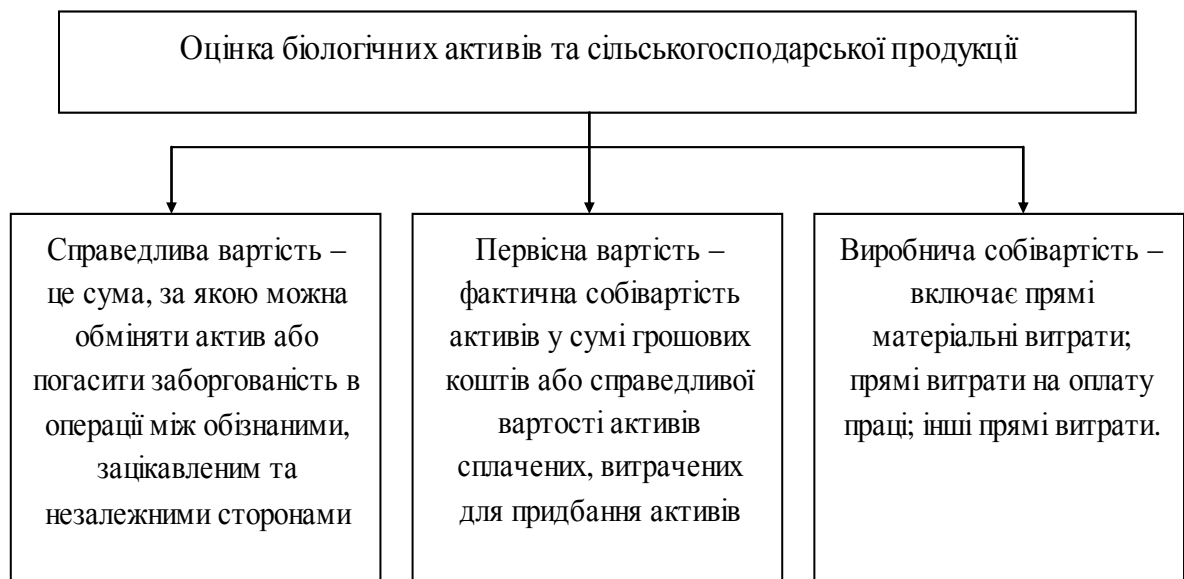 Оцінка біологічних активів та сільськогосподарської продукції
Справедлива вартість –
це сума, за якою можна
обміняти актив або
погасити заборгованість в
операції між обізнаними,
зацікавленим та
незалежними сторонами
Первісна вартість –
фактична собівартість
активів у сумі грошових
коштів або справедливої
вартості активів
сплачених, витрачених
для придбання активів
Виробнича собівартість –
включає прямі
матеріальні витрати;
прямі витрати на оплату
праці; інші прямі витрати.